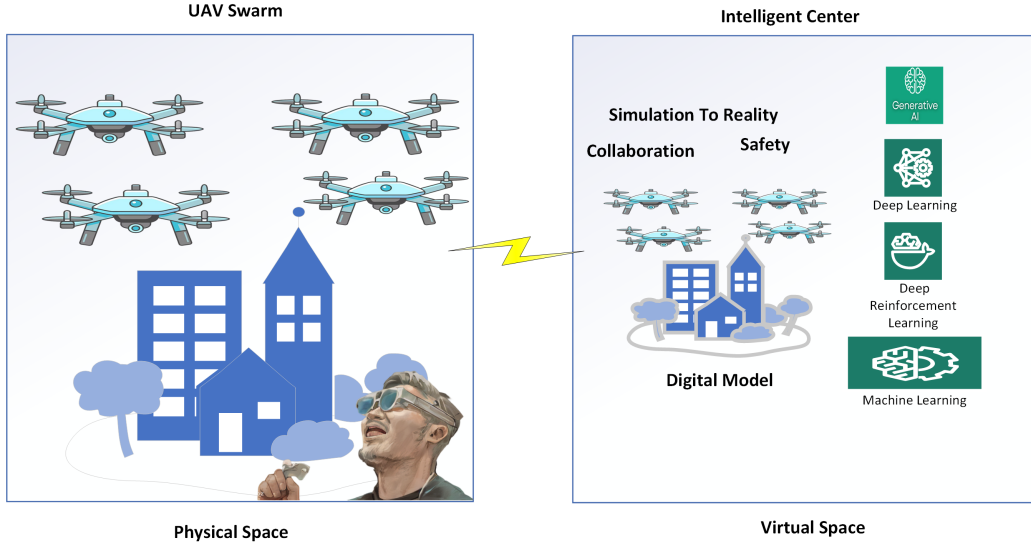 UAV Swarm
Intelligent Center
Generative
AI
Simulation To Reality
Safety
Collaboration
Deep Learning
Deep
Reinforcement
Learning
Digital Model
Machine Learning
Physical Space
Virtual Space